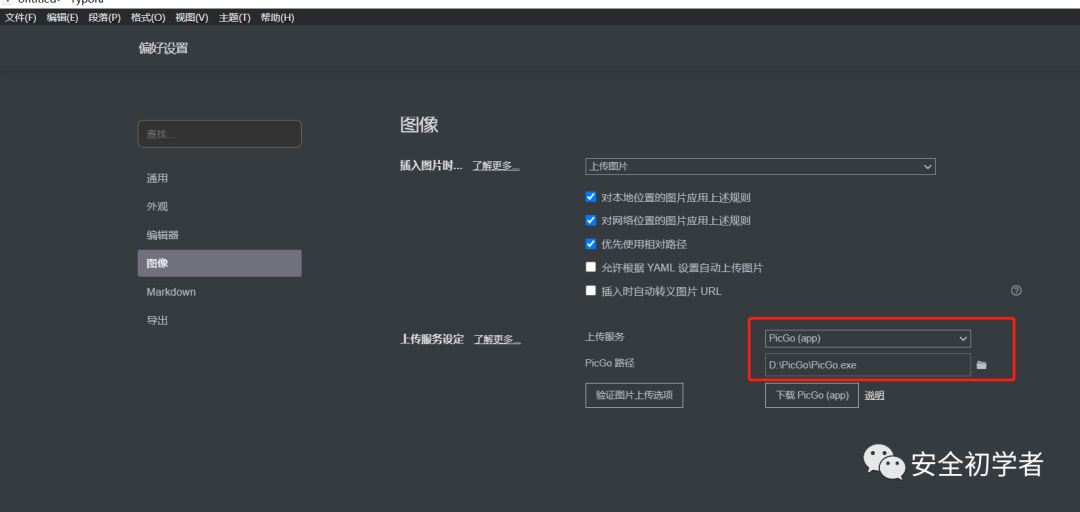 Untitled• - Typora
文件(F) 编辑(E) 段落(P) 格式(O) 视图(V) 主题(T) 帮助(H)
偏好设置
查找...
通用
外观
编辑器
图像
Markdown
导出
图像
插入图片时... 了解更多... 上传图片
对本地位置的图片应用上述规则
对网络位置的图片应用上述规则
优先使用相对路径
允许根据 YAML 设置自动上传图片
插入时自动转义图片 URL
上传服务设定 了解更多... 上传服务 PicGo (app)
PicGo 路径 D:\PicGo\PicGo.exe
验证图片上传选项 下载 PicGo (app) 说明
安全初学者